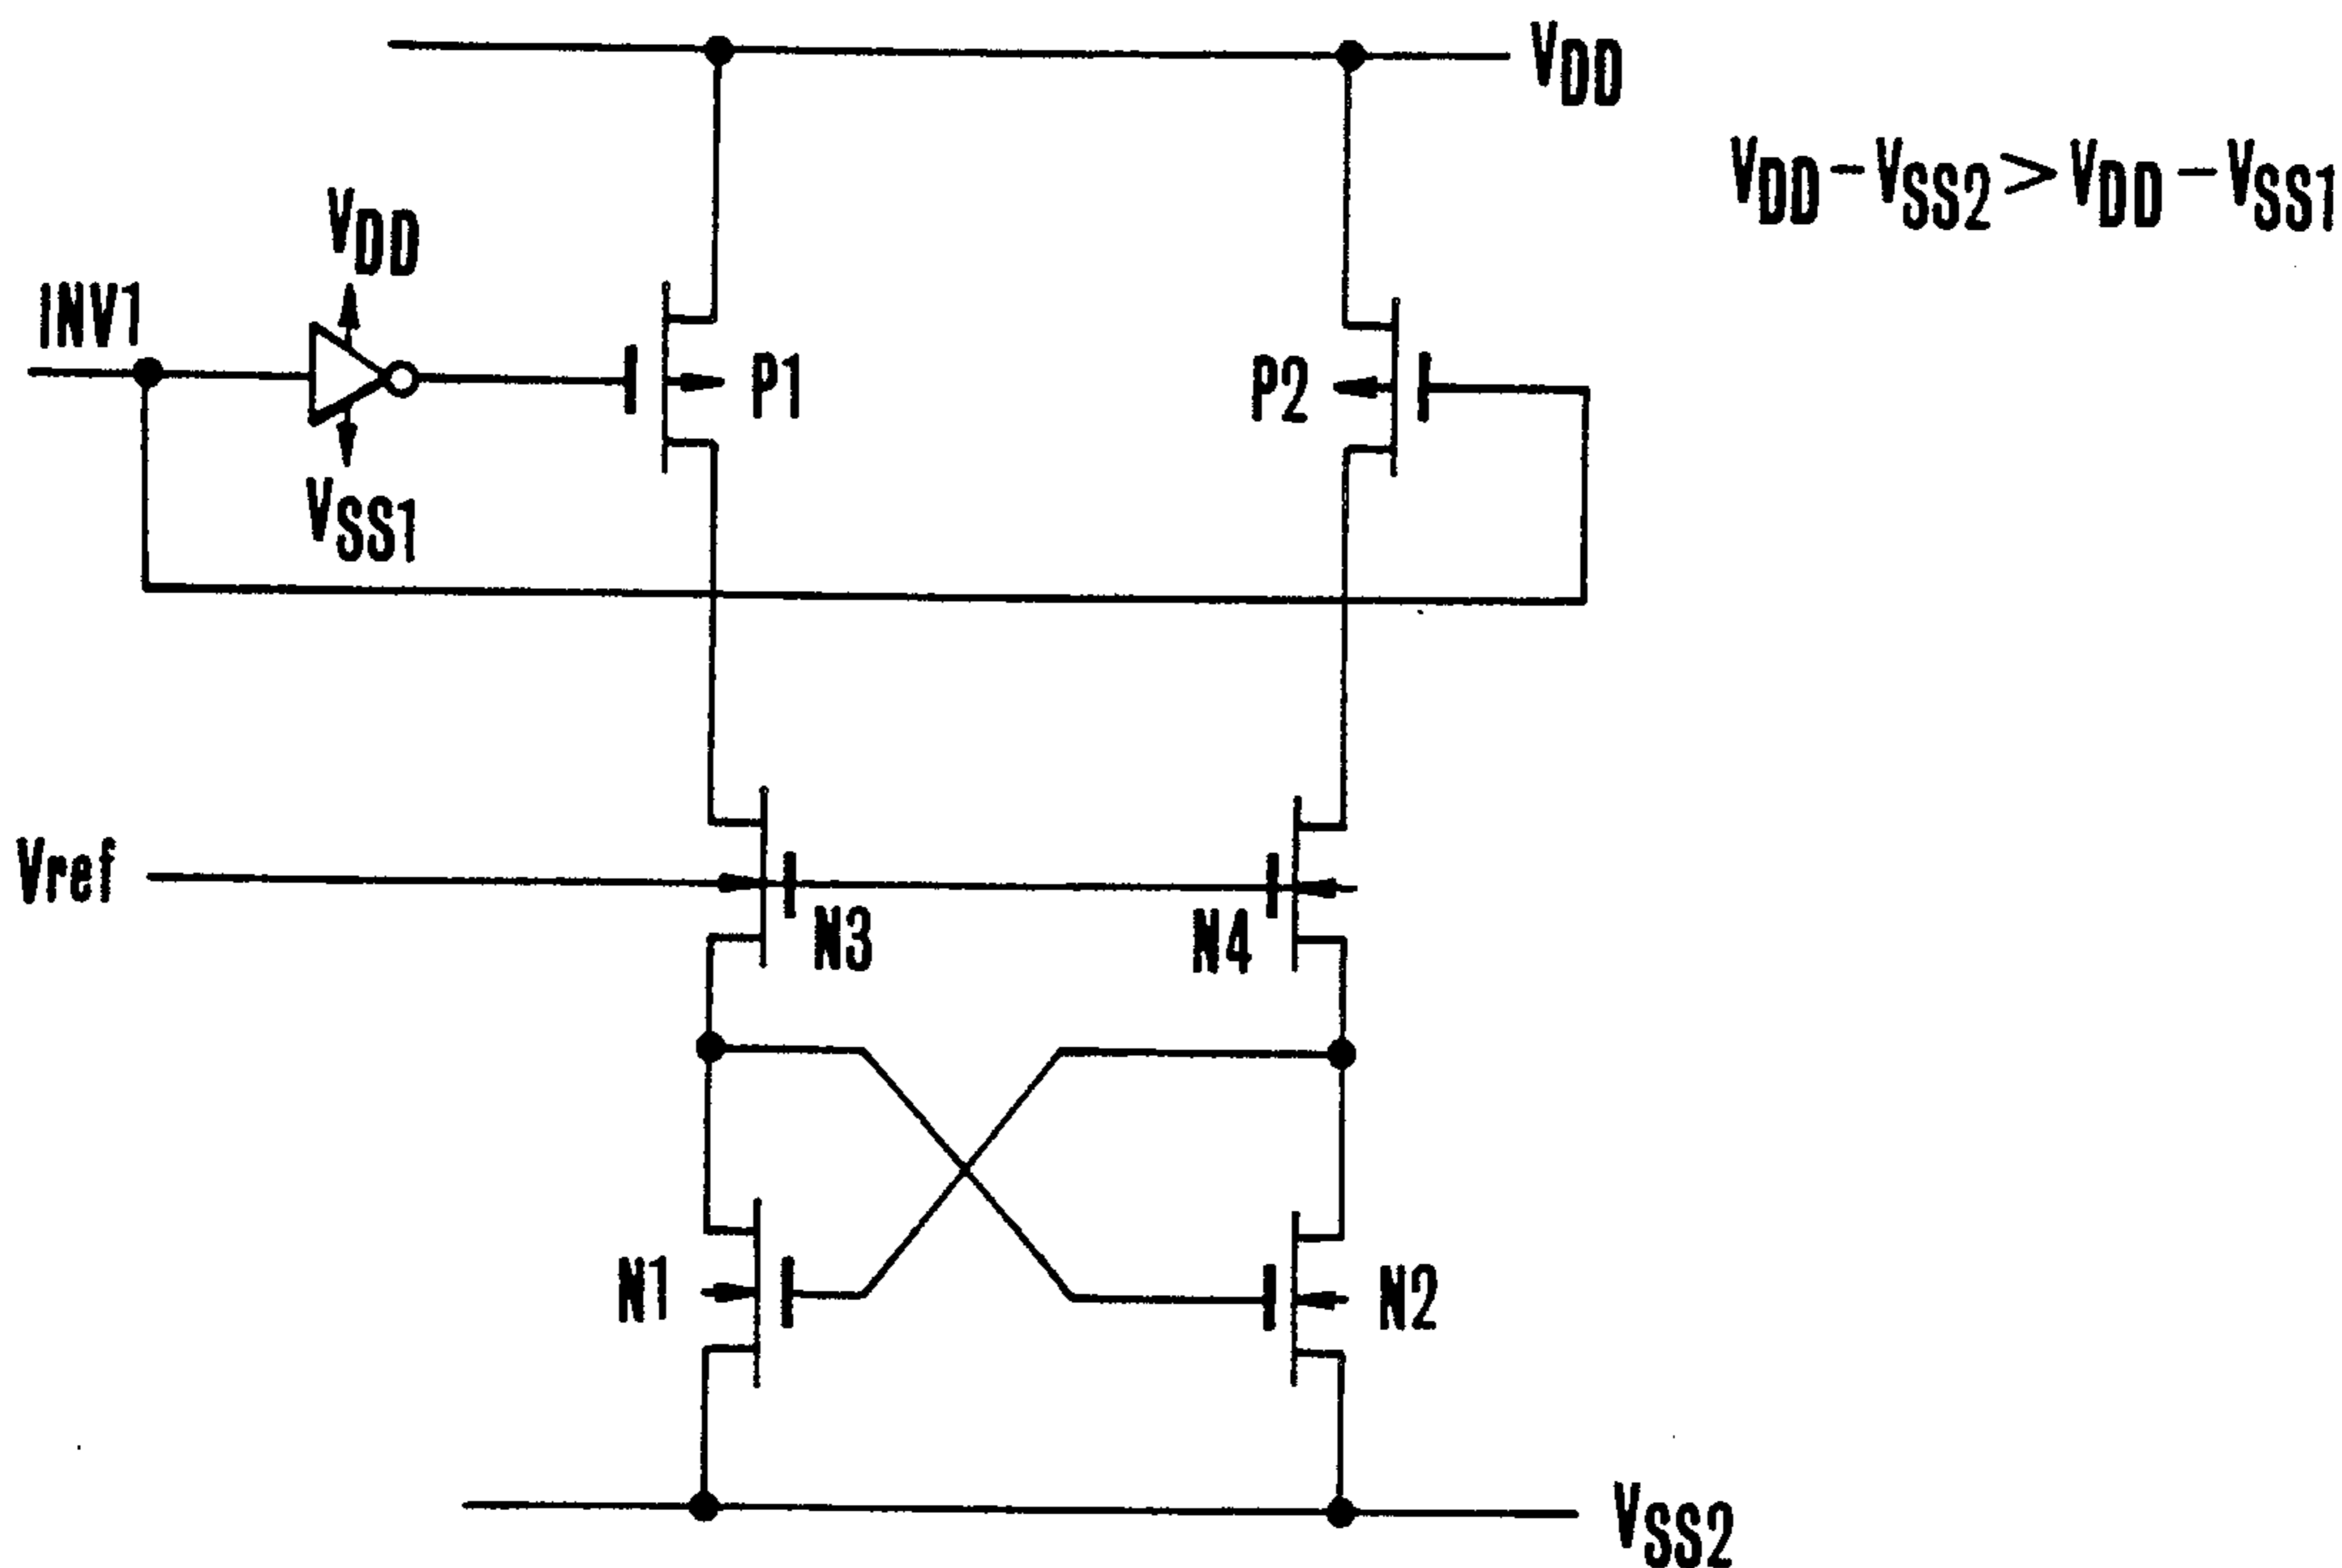 VDD
VDD−VSS2>VDD−VSS1
VDD
INV1
P1
P2
VSS1
Vref
N3
N4
N1
N2
VSS2